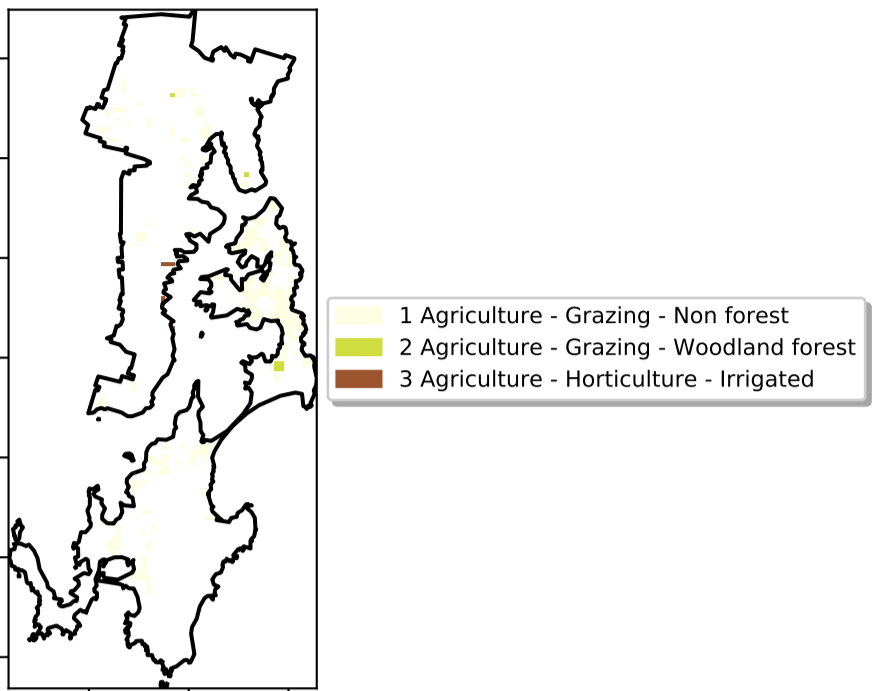 1 Agriculture - Grazing - Non forest
2 Agriculture - Grazing - Woodland forest
3 Agriculture - Horticulture - Irrigated